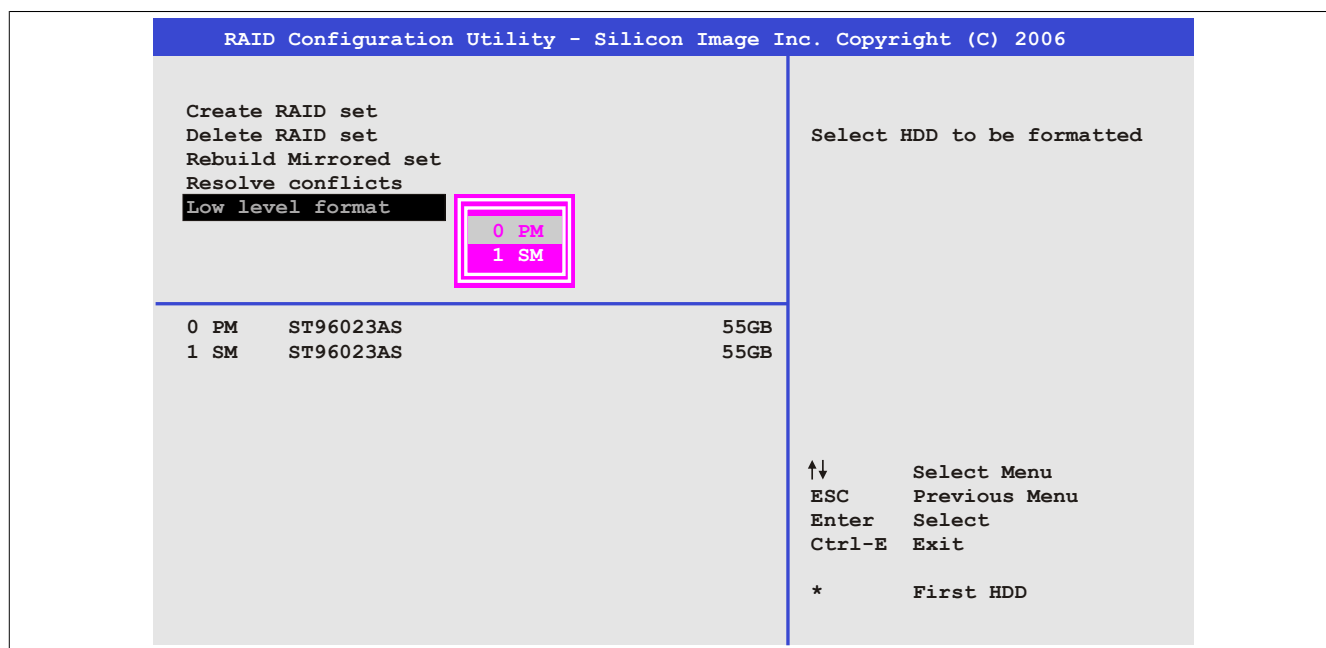 RAID Configuration Utility - Silicon Image Inc. Copyright (C) 2006
Create RAID set
Delete RAID set
Rebuild Mirrored set
Resolve conflicts
Low level format
0 PM
1 SM
0 PM ST96023AS 55GB
1 SM ST96023AS 55GB
Select HDD to be formatted
↑↓ Select Menu
ESC Previous Menu
Enter Select
Ctrl-E Exit
* First HDD